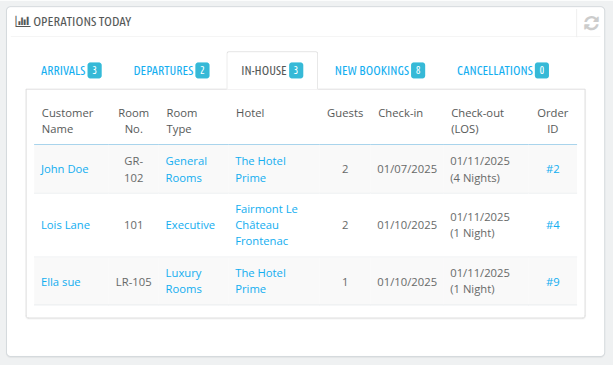 OPERATIONS TODAY
ARRIVALS 3 DEPARTURES 2 IN-HOUSE 3 NEW BOOKINGS 8 CANCELLATIONS 0
Customer Name Room No. Room Type Hotel Guests Check-in Check-out (LOS) Order ID
John Doe GR-102 General Rooms The Hotel Prime 2 01/07/2025 01/11/2025 (4 Nights) #2
Lois Lane 101 Executive Fairmont Le Château Frontenac 2 01/10/2025 01/11/2025 (1 Night) #4
Ella sue LR-105 Luxury Rooms The Hotel Prime 1 01/10/2025 01/11/2025 (1 Night) #9